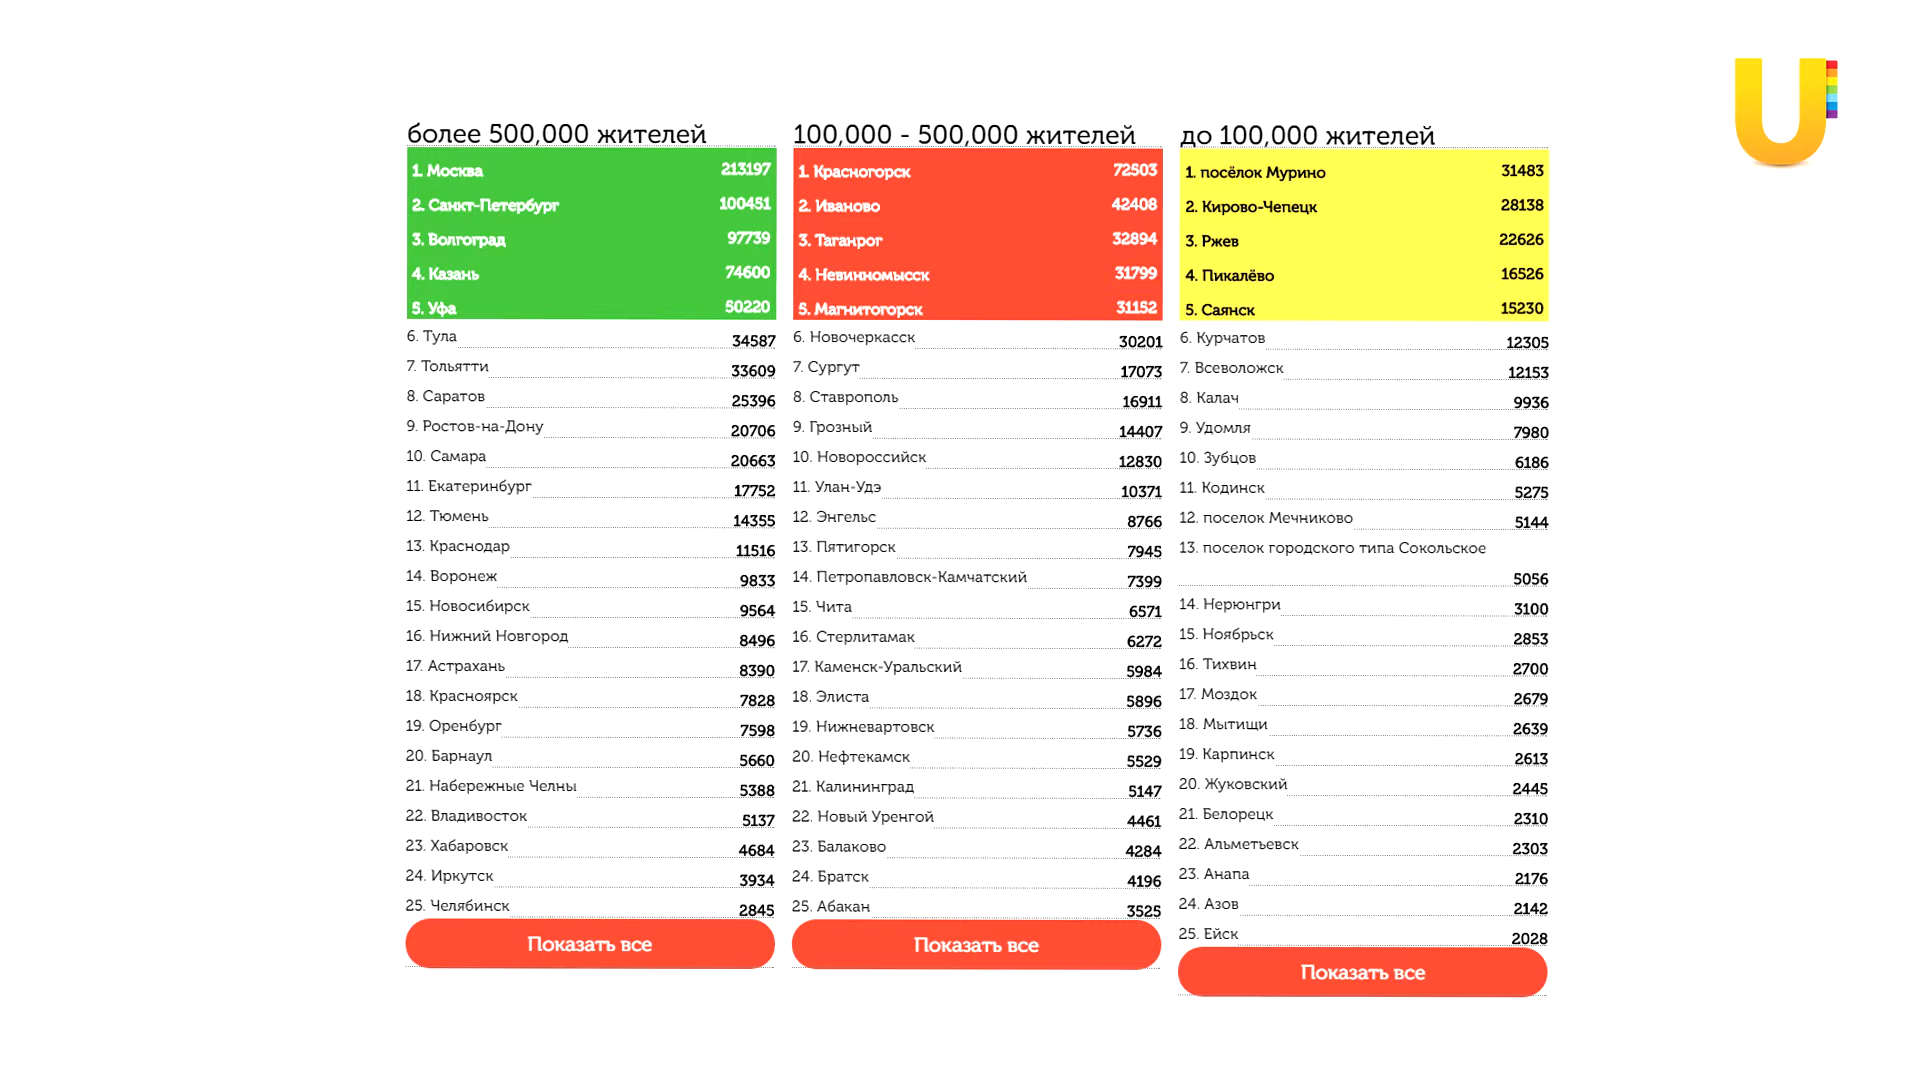 более 500,000 жителей
1. Москва 213197
2. Санкт-Петербург 100451
3. Волгоград 97739
4. Казань 74600
5. Уфа 50220
6. Тула 34587
7. Тольятти 33609
8. Саратов 25396
9. Ростов-на-Дону 20706
10. Самара 20663
11. Екатеринбург 17752
12. Тюмень 14355
13. Краснодар 11516
14. Воронеж 9833
15. Новосибирск 9564
16. Нижний Новгород 8496
17. Астрахань 8390
18. Красноярск 7828
19. Оренбург 7598
20. Барнаул 5660
21. Набережные Челны 5388
22. Владивосток 5137
23. Хабаровск 4684
24. Иркутск 3934
25. Челябинск 2845
Показать все
100,000 - 500,000 жителей
1. Красногорск 72503
2. Иваново 42408
3. Таганрог 32894
4. Невинномысск 31799
5. Магнитогорск 31152
6. Новочеркасск 30201
7. Сургут 17073
8. Ставрополь 16911
9. Грозный 14407
10. Новороссийск 12830
11. Улан-Удэ 10371
12. Энгельс 8766
13. Пятигорск 7945
14. Петропавловск-Камчатский 7399
15. Чита 6571
16. Стерлитамак 6272
17. Каменск-Уральский 5984
18. Элиста 5896
19. Нижневартовск 5736
20. Нефтекамск 5529
21. Калининград 5147
22. Новый Уренгой 4461
23. Балаково 4284
24. Братск 4196
25. Абакан 3525
Показать все
до 100,000 жителей
1. посёлок Мурино 31483
2. Кирово-Чепецк 28138
3. Ржев 22626
4. Пикалёво 16526
5. Саянск 15230
6. Курчатов 12305
7. Всеволожск 12153
8. Калач 9936
9. Удомля 7980
10. Зубцов 6186
11. Кодинск 5275
12. поселок Мечниково 5144
13. поселок городского типа Сокольское
5056
14. Нерюнгри 3100
15. Ноябрьск 2853
16. Тихвин 2700
17. Моздок 2679
18. Мытищи 2639
19. Карпинск 2613
20. Жуковский 2445
21. Белорецк 2310
22. Альметьевск 2303
23. Анапа 2176
24. Азов 2142
25. Ейск 2028
Показать все
U